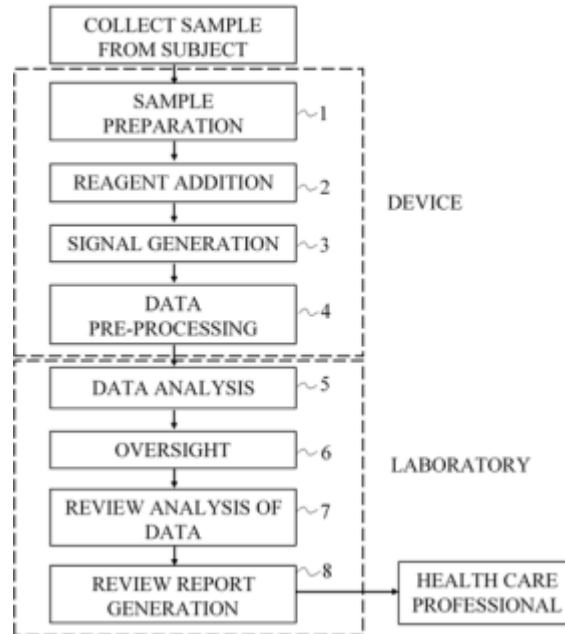 COLLECT SAMPLE
FROM SUBJECT
SAMPLE
PREPARATION
1
REAGENT ADDITION
2
DEVICE
SIGNAL GENERATION
3
DATA
PRE-PROCESSING
4
DATA ANALYSIS
5
OVERSIGHT
6
LABORATORY
REVIEW ANALYSIS OF
DATA
7
REVIEW REPORT
GENERATION
8
HEALTH CARE
PROFESSIONAL